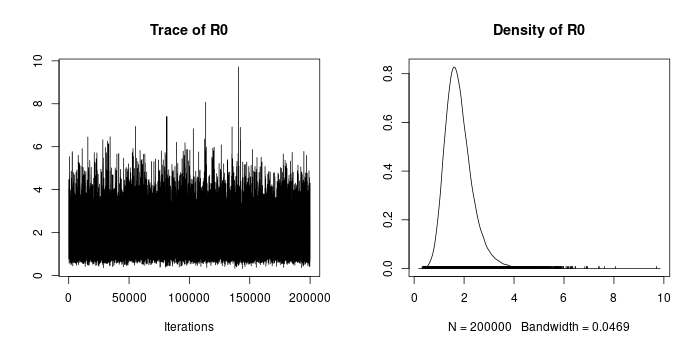 Trace of R0
Density of R0
10
8
6
4
2
0
0.8
0.6
0.4
0.2
0.0
0 50000 100000 150000 200000
0 2 4 6 8 10
Iterations
N = 200000 Bandwidth = 0.0469